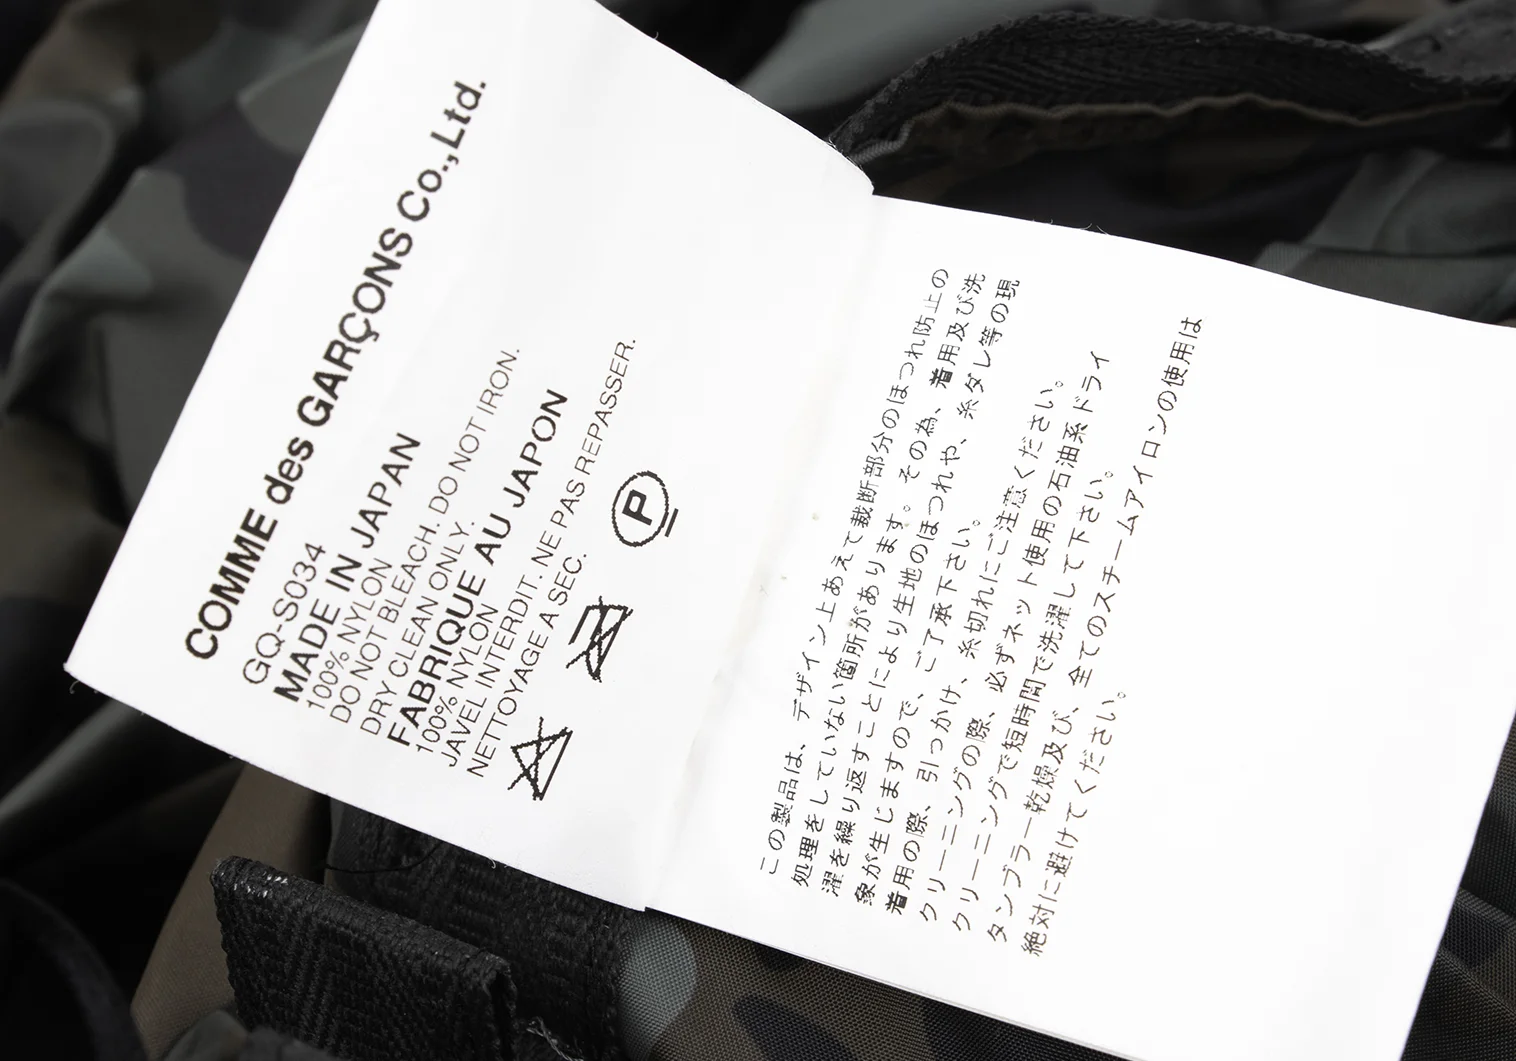 COMME des GARÇONS Co.,Ltd.
GQ-S034
MADE IN JAPAN
100% NYLON
DO NOT BLEACH. DO NOT IRON.
DRY CLEAN ONLY.
FABRIQUE AU JAPON
100% NYLON
JAVEL INTERDIT. NE PAS REPASSER.
NETTOYAGE A SEC.
P
この製品は、デザイン上あえて裁断部分のほつれ防止の
処理をしていない箇所があります。その為、着用及び洗
濯を繰り返すことにより生地のほつれや、糸ダレ等の現
象が生じますので、ご了承下さい。
着用の際、引っかけ、糸切れにご注意ください。
クリーニングの際、必ずネット使用の石油系ドライ
クリーニングで短時間で洗濯して下さい。
タンブラー乾燥及び、全てのスチームアイロンの使用は
絶対に避けてください。